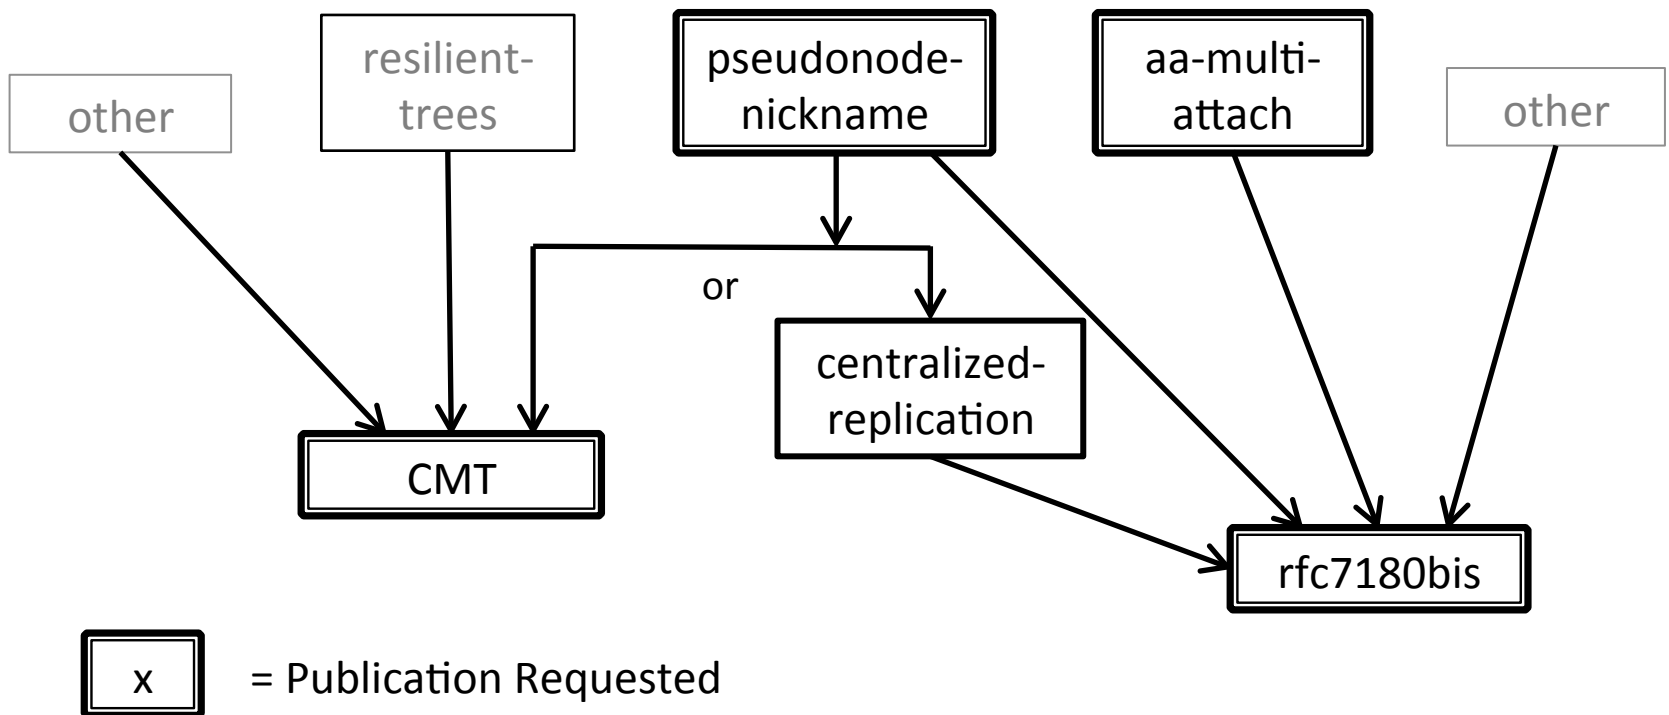 other
resilient-
trees
pseudonode-
nickname
aa-multi-
attach
other
or
centralized-
replication
CMT
rfc7180bis
x = Publication Requested